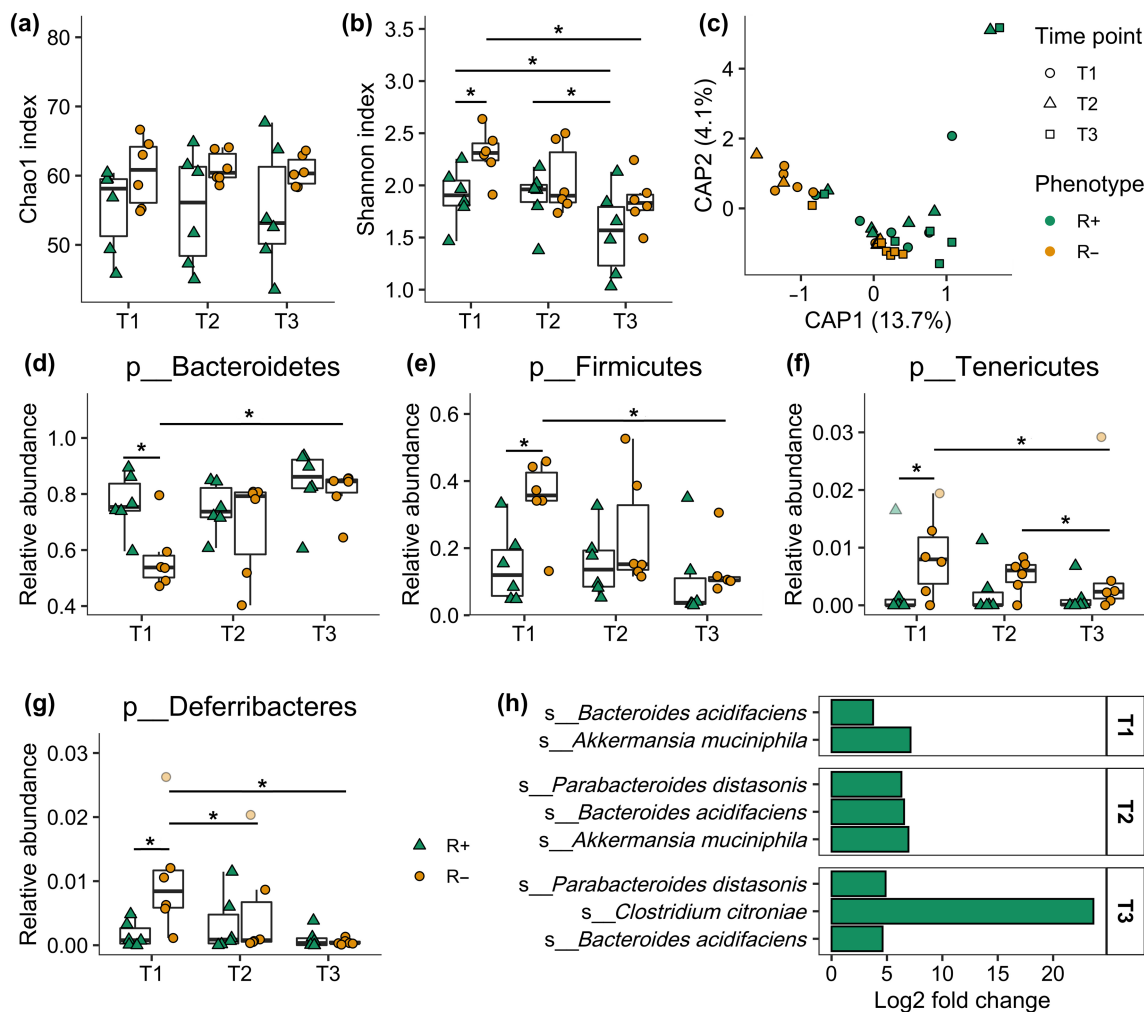 (a)
Chao1 index
80
70
60
50
T1 T2 T3
(b)
Shannon index
3.5
3.0
2.5
2.0
1.5
1.0
* * * *
T1 T2 T3
(c)
CAP2 (4.1%)
4
2
0
−1 0 1
CAP1 (13.7%)
Time point
T1
T2
T3
Phenotype
R+
R−
(d)
p__Bacteroidetes
Relative abundance
1.0
0.8
0.6
0.4
* *
T1 T2 T3
(e)
p__Firmicutes
Relative abundance
0.6
0.4
0.2
0.0
* *
T1 T2 T3
(f)
p__Tenericutes
Relative abundance
0.03
0.02
0.01
0.00
* * *
T1 T2 T3
(g)
p__Deferribacteres
Relative abundance
0.03
0.02
0.01
0.00
* * *
T1 T2 T3
R+
R−
(h)
s__Bacteroides acidifaciens
s__Akkermansia muciniphila
T1
s__Parabacteroides distasonis
s__Bacteroides acidifaciens
s__Akkermansia muciniphila
T2
s__Parabacteroides distasonis
s__Clostridium citroniae
s__Bacteroides acidifaciens
T3
0 5 10 15 20
Log2 fold change